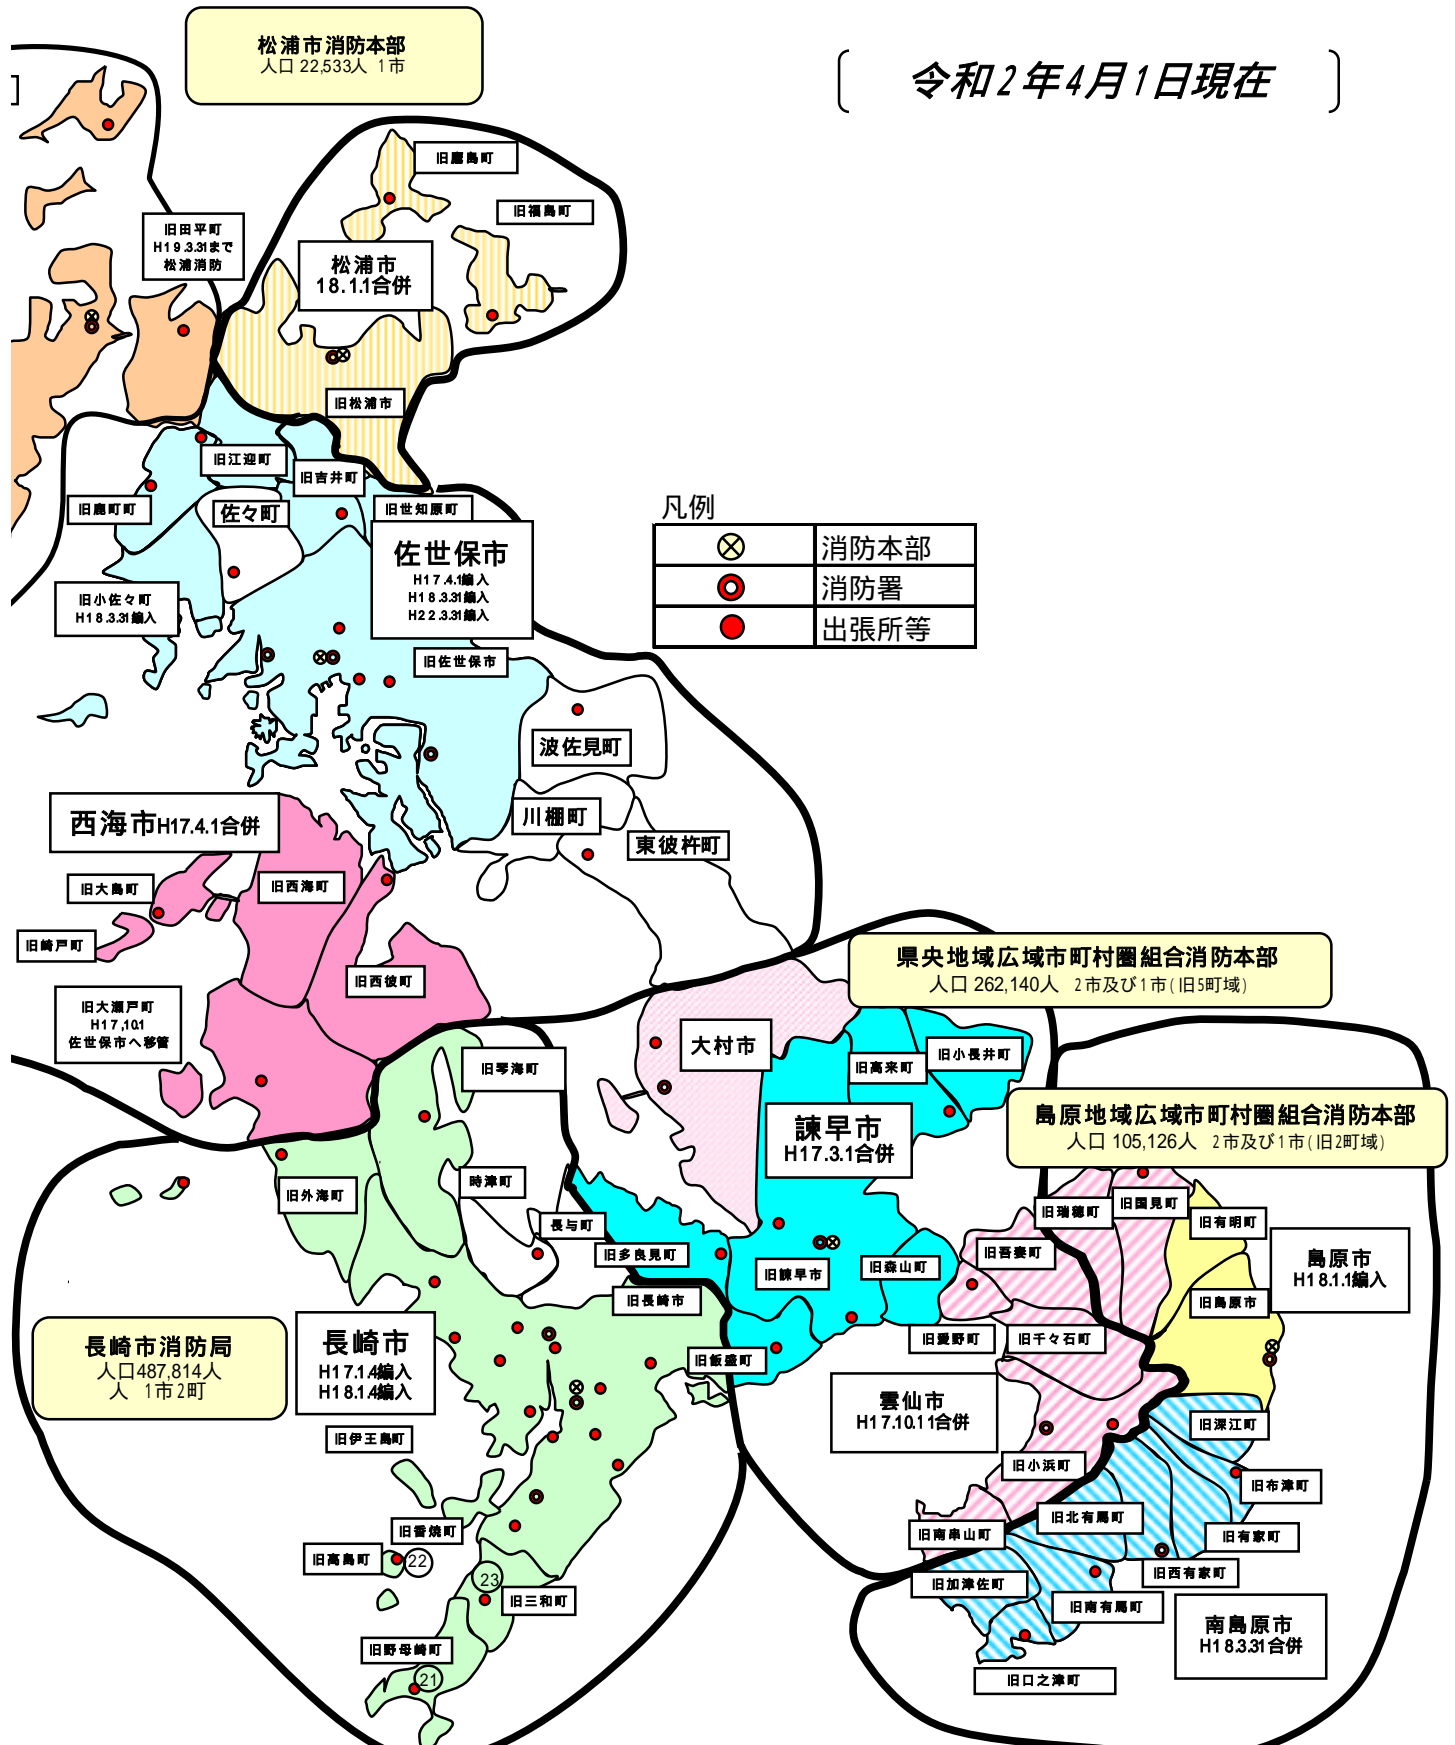 松浦市消防本部
人口 22,533人 1市
令和2年4月1日現在
旧鷹島町
旧福島町
旧田平町
H19.3.31まで
松浦消防
松浦市
18.1.1合併
旧松浦市
旧江迎町
旧吉井町
旧鹿町町
佐々町
旧世知原町
佐世保市
H17.4.1編入
H18.3.31編入
H22.3.31編入
旧小佐々町
H18.3.31編入
旧佐世保市
凡例
消防本部
消防署
出張所等
波佐見町
川棚町
東彼杵町
西海市H17.4.1合併
旧大島町
旧西海町
旧崎戸町
旧西彼町
旧大瀬戸町
H17,10.1
佐世保市へ移管
県央地域広域市町村圏組合消防本部
人口 262,140人 2市及び1市(旧5町域)
大村市
旧高来町
旧小長井町
旧琴海町
諫早市
H17.3.1合併
島原地域広域市町村圏組合消防本部
人口 105,126人 2市及び1市(旧2町域)
旧外海町
時津町
長与町
旧多良見町
旧諫早市
旧森山町
旧長崎市
旧飯盛町
旧瑞穂町
旧国見町
旧有明町
旧吾妻町
島原市
H18.1.1編入
旧島原市
旧愛野町
旧千々石町
長崎市消防局
人口487,814人
人 1市2町
長崎市
H17.1.4編入
H18.1.4編入
雲仙市
H17.10.11合併
旧伊王島町
旧深江町
旧小浜町
旧布津町
旧香焼町
旧高島町
22
23
旧三和町
旧野母崎町
21
旧南串山町
旧北有馬町
旧有家町
旧西有家町
旧加津佐町
旧南有馬町
南島原市
H18.3.31合併
旧口之津町